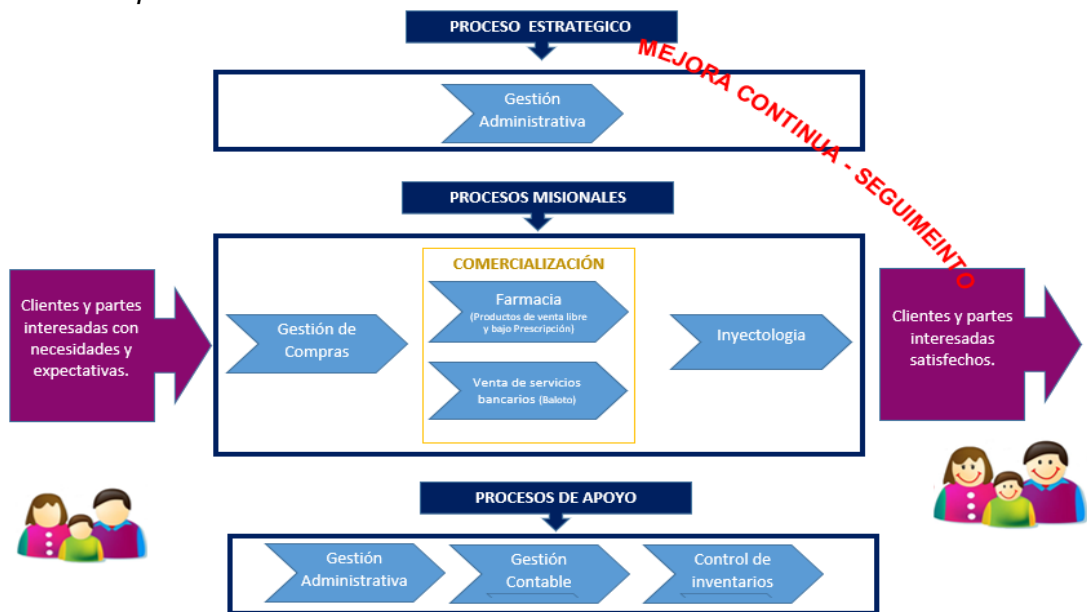 PROCESO ESTRATEGICO
MEJORA CONTINUA - SEGUIMEINTO
Gestión
Administrativa
PROCESOS MISIONALES
Clientes y partes
interesadas con
necesidades y
expectativas.
Gestión de
Compras
COMERCIALIZACIÓN
Farmacia
(Productos de venta libre
y bajo Prescripción)
Venta de servicios
bancarios (Baloto)
Inyectologia
Clientes y partes
interesadas
satisfechos.
PROCESOS DE APOYO
Gestión
Administrativa
Gestión
Contable
Control de
inventarios